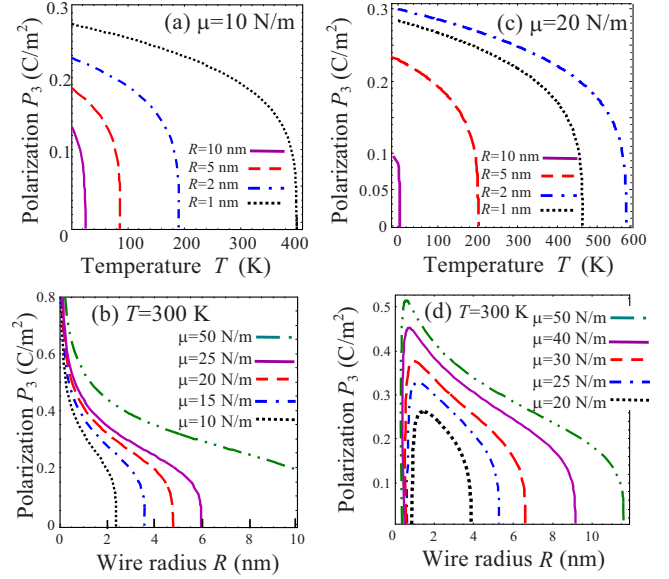 (a) μ=10 N/m
Polarization P₃ (C/m²)
0.3
0.2
0.1
0
R=10 nm
R=5 nm
R=2 nm
R=1 nm
0 100 200 300 400
Temperature T (K)
(c) μ=20 N/m
Polarization P₃ (C/m²)
0.3
0.2
0.1
0.05
0
R=10 nm
R=5 nm
R=2 nm
R=1 nm
0 100 200 300 400 500 600
Temperature T (K)
(b) T=300 K
Polarization P₃ (C/m²)
0.8
0.6
0.4
0.2
0
μ=50 N/m
μ=25 N/m
μ=20 N/m
μ=15 N/m
μ=10 N/m
0 2 4 6 8 10
Wire radius R (nm)
(d) T=300 K
Polarization P₃ (C/m²)
0.5
0.4
0.3
0.2
0.1
0
μ=50 N/m
μ=40 N/m
μ=30 N/m
μ=25 N/m
μ=20 N/m
0 2 4 6 8 10
Wire radius R (nm)